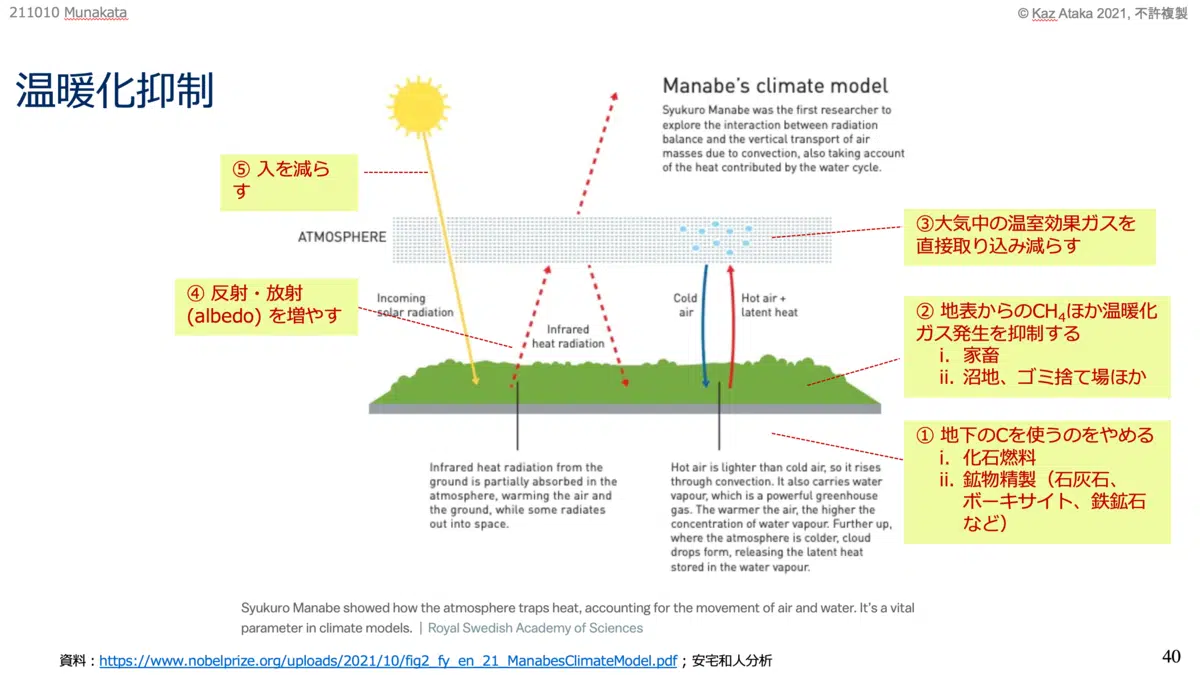 211010 Munakata
© Kaz Ataka 2021, 不許複製
温暖化抑制
Manabe's climate model
Syukuro Manabe was the first researcher to
explore the interaction between radiation
balance and the vertical transport of air
masses due to convection, also taking account
of the heat contributed by the water cycle.
⑤ 入を減ら
す
ATMOSPHERE
③大気中の温室効果ガスを
直接取り込み減らす
④ 反射・放射
(albedo) を増やす
Incoming
solar radiation
Infrared
heat radiation
Cold
air
Hot air +
latent heat
② 地表からのCH₄ほか温暖化
ガス発生を抑制する
i. 家畜
ii. 沼地、ゴミ捨て場ほか
① 地下のCを使うのをやめる
i. 化石燃料
ii. 鉱物精製（石灰石、
ボーキサイト、鉄鉱石
など）
Infrared heat radiation from the
ground is partially absorbed in the
atmosphere, warming the air and
the ground, while some radiates
out into space.
Hot air is lighter than cold air, so it rises
through convection. It also carries water
vapour, which is a powerful greenhouse
gas. The warmer the air, the higher the
concentration of water vapour. Further up,
where the atmosphere is colder, cloud
drops form, releasing the latent heat
stored in the water vapour.
Syukuro Manabe showed how the atmosphere traps heat, accounting for the movement of air and water. It's a vital
parameter in climate models. | Royal Swedish Academy of Sciences
資料：https://www.nobelprize.org/uploads/2021/10/fig2_fy_en_21_ManabesClimateModel.pdf ; 安宅和人分析
40